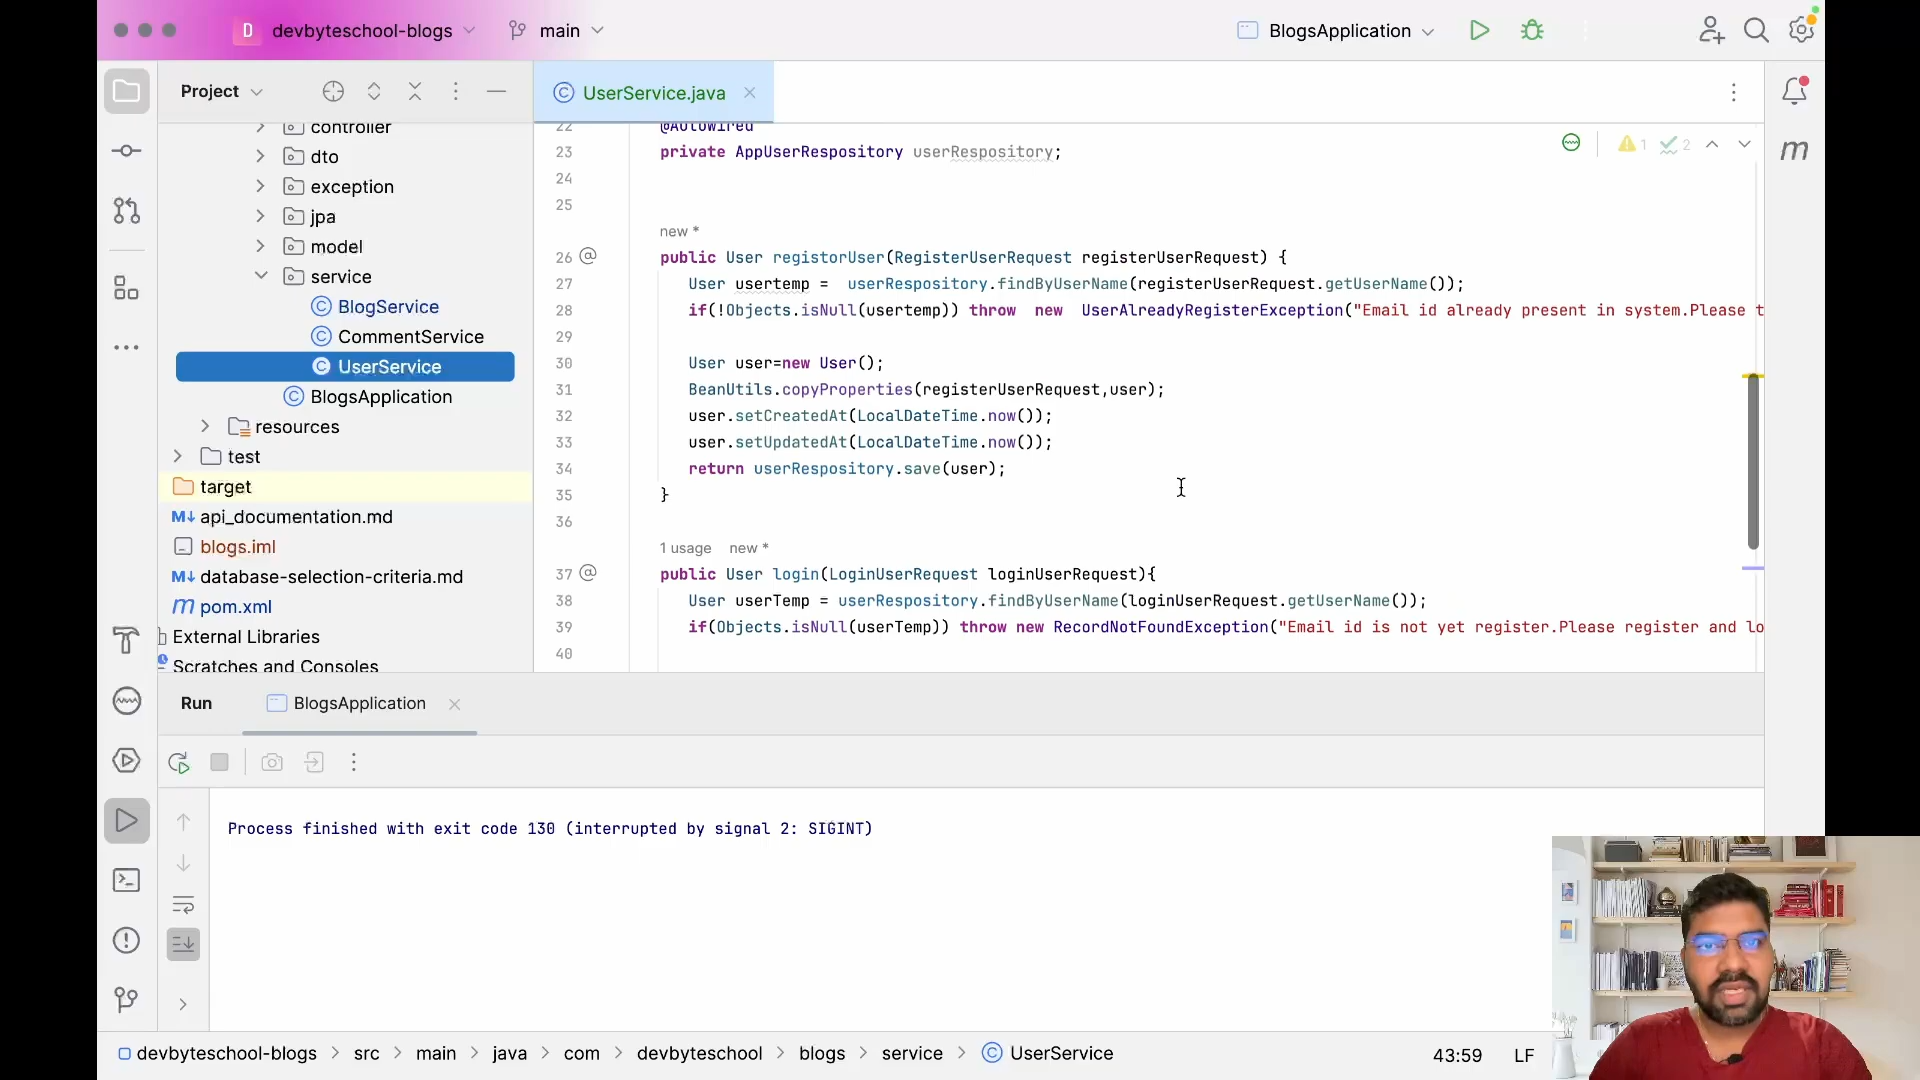 D devbyteschool-blogs main BlogsApplication
Project
UserService.java
controller
dto
exception
jpa
model
service
BlogService
CommentService
UserService
BlogsApplication
resources
test
target
api_documentation.md
blogs.iml
database-selection-criteria.md
pom.xml
External Libraries
Scratches and Consoles
1 2
22 @Autowired
23 private AppUserRespository userRespository;
24
25
new *
26 public User registorUser(RegisterUserRequest registerUserRequest) {
27 User usertemp = userRespository.findByUserName(registerUserRequest.getUserName());
28 if(!Objects.isNull(usertemp)) throw new UserAlreadyRegisterException("Email id already present in system.Please t
29
30 User user=new User();
31 BeanUtils.copyProperties(registerUserRequest,user);
32 user.setCreatedAt(LocalDateTime.now());
33 user.setUpdatedAt(LocalDateTime.now());
34 return userRespository.save(user);
35 }
36
1 usage new *
37 public User login(LoginUserRequest loginUserRequest){
38 User userTemp = userRespository.findByUserName(loginUserRequest.getUserName());
39 if(Objects.isNull(userTemp)) throw new RecordNotFoundException("Email id is not yet register.Please register and lo
40
Run BlogsApplication
Process finished with exit code 130 (interrupted by signal 2: SIGINT)
devbyteschool-blogs > src > main > java > com > devbyteschool > blogs > service > UserService
43:59 LF